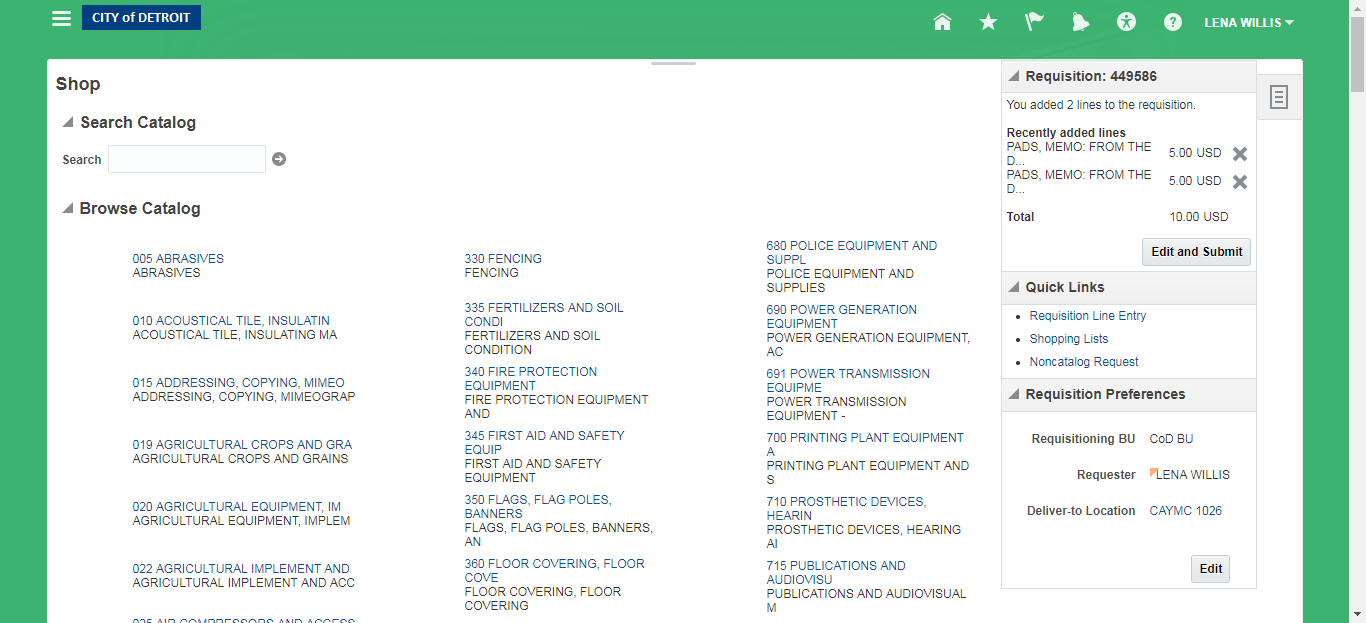 CITY of DETROIT
LENA WILLIS
Shop
Search Catalog
Search
Browse Catalog
005 ABRASIVES
ABRASIVES
010 ACOUSTICAL TILE, INSULATIN
ACOUSTICAL TILE, INSULATING MA
015 ADDRESSING, COPYING, MIMEO
ADDRESSING, COPYING, MIMEOGRAP
019 AGRICULTURAL CROPS AND GRA
AGRICULTURAL CROPS AND GRAINS
020 AGRICULTURAL EQUIPMENT, IM
AGRICULTURAL EQUIPMENT, IMPLEM
022 AGRICULTURAL IMPLEMENT AND
AGRICULTURAL IMPLEMENT AND ACC
025 AIR COMPRESSORS AND ACCESS
330 FENCING
FENCING
335 FERTILIZERS AND SOIL
CONDI
FERTILIZERS AND SOIL
CONDITION
340 FIRE PROTECTION
EQUIPMENT
FIRE PROTECTION EQUIPMENT
AND
345 FIRST AID AND SAFETY
EQUIP
FIRST AID AND SAFETY
EQUIPMENT
350 FLAGS, FLAG POLES,
BANNERS
FLAGS, FLAG POLES, BANNERS,
AN
360 FLOOR COVERING, FLOOR
COVE
FLOOR COVERING, FLOOR
COVERING
680 POLICE EQUIPMENT AND
SUPPL
POLICE EQUIPMENT AND
SUPPLIES
690 POWER GENERATION
EQUIPMENT
POWER GENERATION EQUIPMENT,
AC
691 POWER TRANSMISSION
EQUIPME
POWER TRANSMISSION
EQUIPMENT -
700 PRINTING PLANT EQUIPMENT
A
PRINTING PLANT EQUIPMENT AND
S
710 PROSTHETIC DEVICES,
HEARIN
PROSTHETIC DEVICES, HEARING
AI
715 PUBLICATIONS AND
AUDIOVISU
PUBLICATIONS AND AUDIOVISUAL
M
Requisition: 449586
You added 2 lines to the requisition.
Recently added lines
PADS, MEMO: FROM THE
D...
5.00 USD
PADS, MEMO: FROM THE
D...
5.00 USD
Total 10.00 USD
Edit and Submit
Quick Links
Requisition Line Entry
Shopping Lists
Noncatalog Request
Requisition Preferences
Requisitioning BU CoD BU
Requester LENA WILLIS
Deliver-to Location CAYMC 1026
Edit